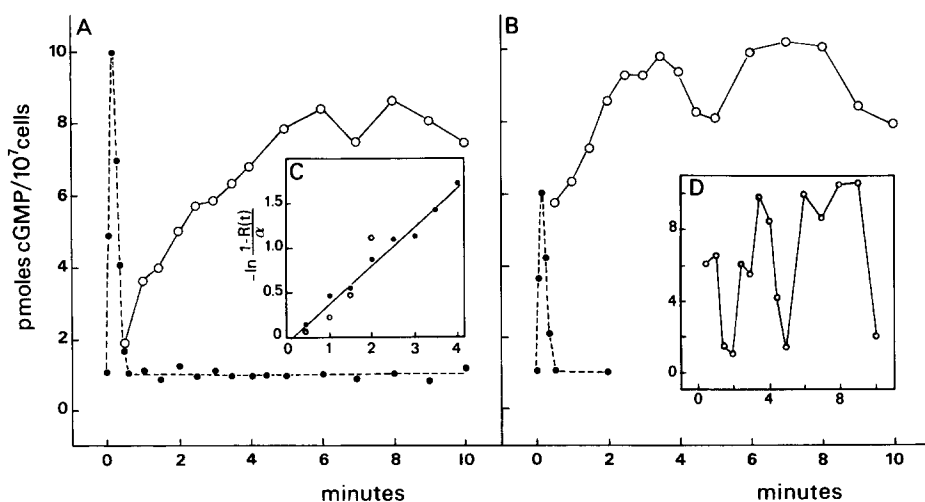 A
B
pmoles cGMP/10⁷cells
10
8
6
4
2
0
C
-ln 1-R(t)/α
1.5
1.0
0.5
0
0 1 2 3 4
D
8
4
0
0 4 8
0 2 4 6 8 10
0 2 4 6 8 10
minutes
minutes